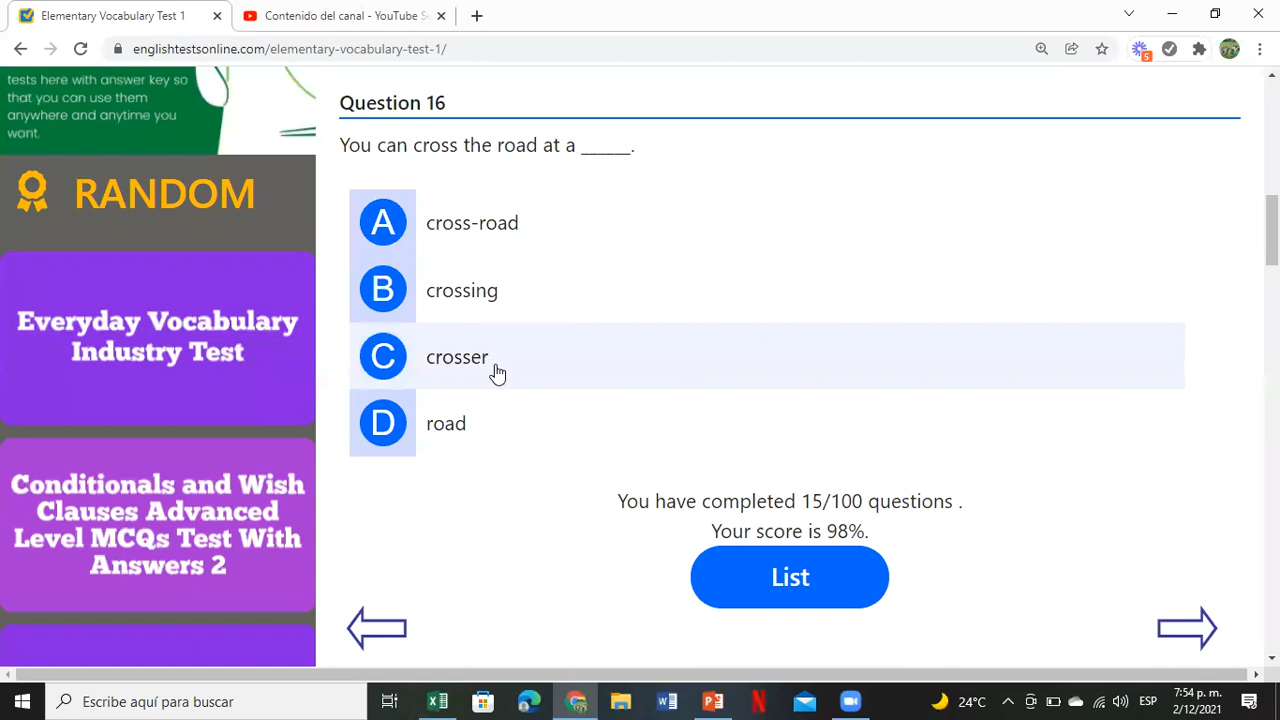 Elementary Vocabulary Test 1
Contenido del canal - YouTube S
englishtestsonline.com/elementary-vocabulary-test-1/
5
tests here with answer key so
that you can use them
anywhere and anytime you
want.
RANDOM
Everyday Vocabulary
Industry Test
Conditionals and Wish
Clauses Advanced
Level MCQs Test With
Answers 2
Question 16
You can cross the road at a ______.
A cross-road
B crossing
C crosser
D road
You have completed 15/100 questions .
Your score is 98%.
List
Escribe aquí para buscar
24°C
ESP
7:54 p. m.
2/12/2021